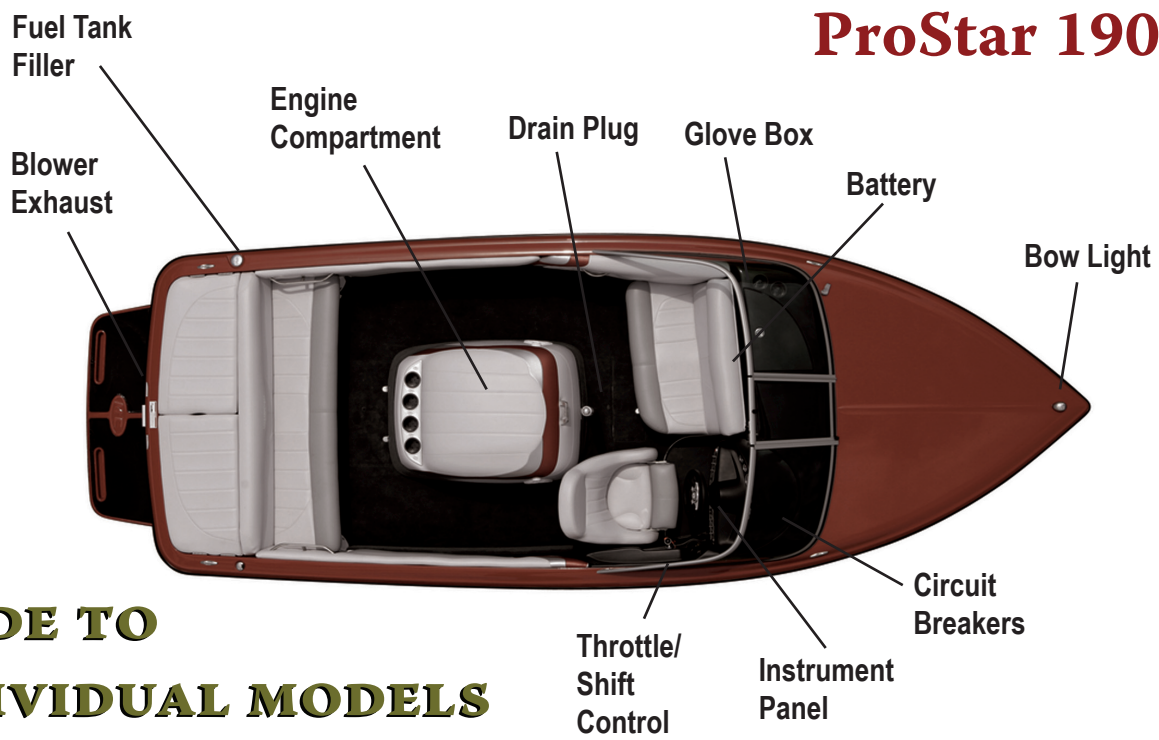 ProStar 190
Fuel Tank
Filler
Engine
Compartment
Drain Plug
Glove Box
Blower
Exhaust
Battery
Bow Light
Circuit
Breakers
Throttle/
Shift
Control
Instrument
Panel
DE TO
IVIDUAL MODELS